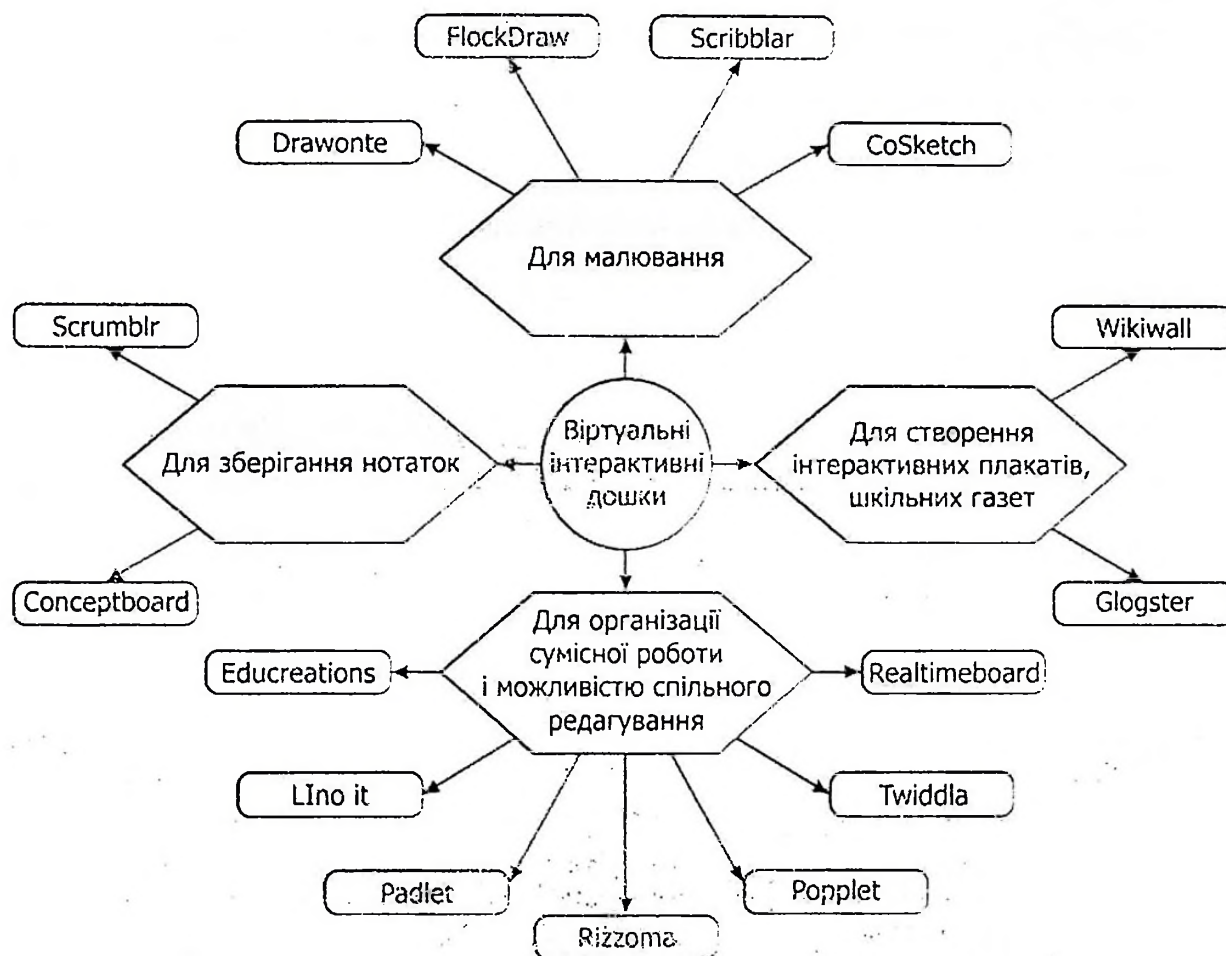 FlockDraw
Scribblar
Drawonte
CoSketch
Для малювання
Scrumblr
Wikiwall
Для зберігання нотаток
Віртуальні
інтерактивні
дошки
Для створення
інтерактивних плакатів,
шкільних газет
Conceptboard
Glogster
Для організації
сумісної роботи
і можливістю спільного
редагування
Educreations
Realtimeboard
LIno it
Twiddla
Padlet
Popplet
Rizzoma